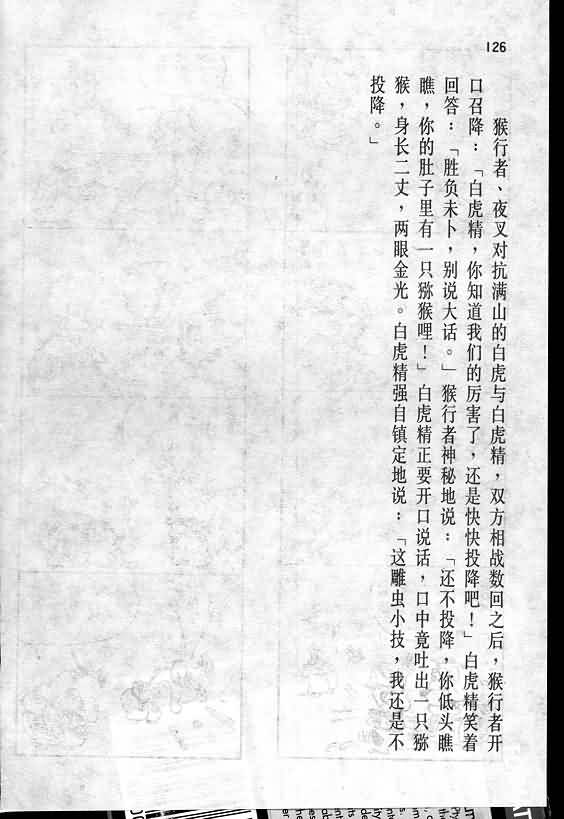 126
猴行者、夜叉对抗满山的白虎与白虎精，双方相战数回之后，猴行者开
口召降：「白虎精，你知道我们的厉害了，还是快快投降吧！」白虎精笑着
回答：「胜负未卜，别说大话。」猴行者神秘地说：「还不投降，你低头瞧
瞧，你的肚子里有一只猕猴哩！」白虎精正要开口说话，口中竟吐出一只猕
猴，身长二丈，两眼金光。白虎精强自镇定地说：「这雕虫小技，我还是不
投降。」